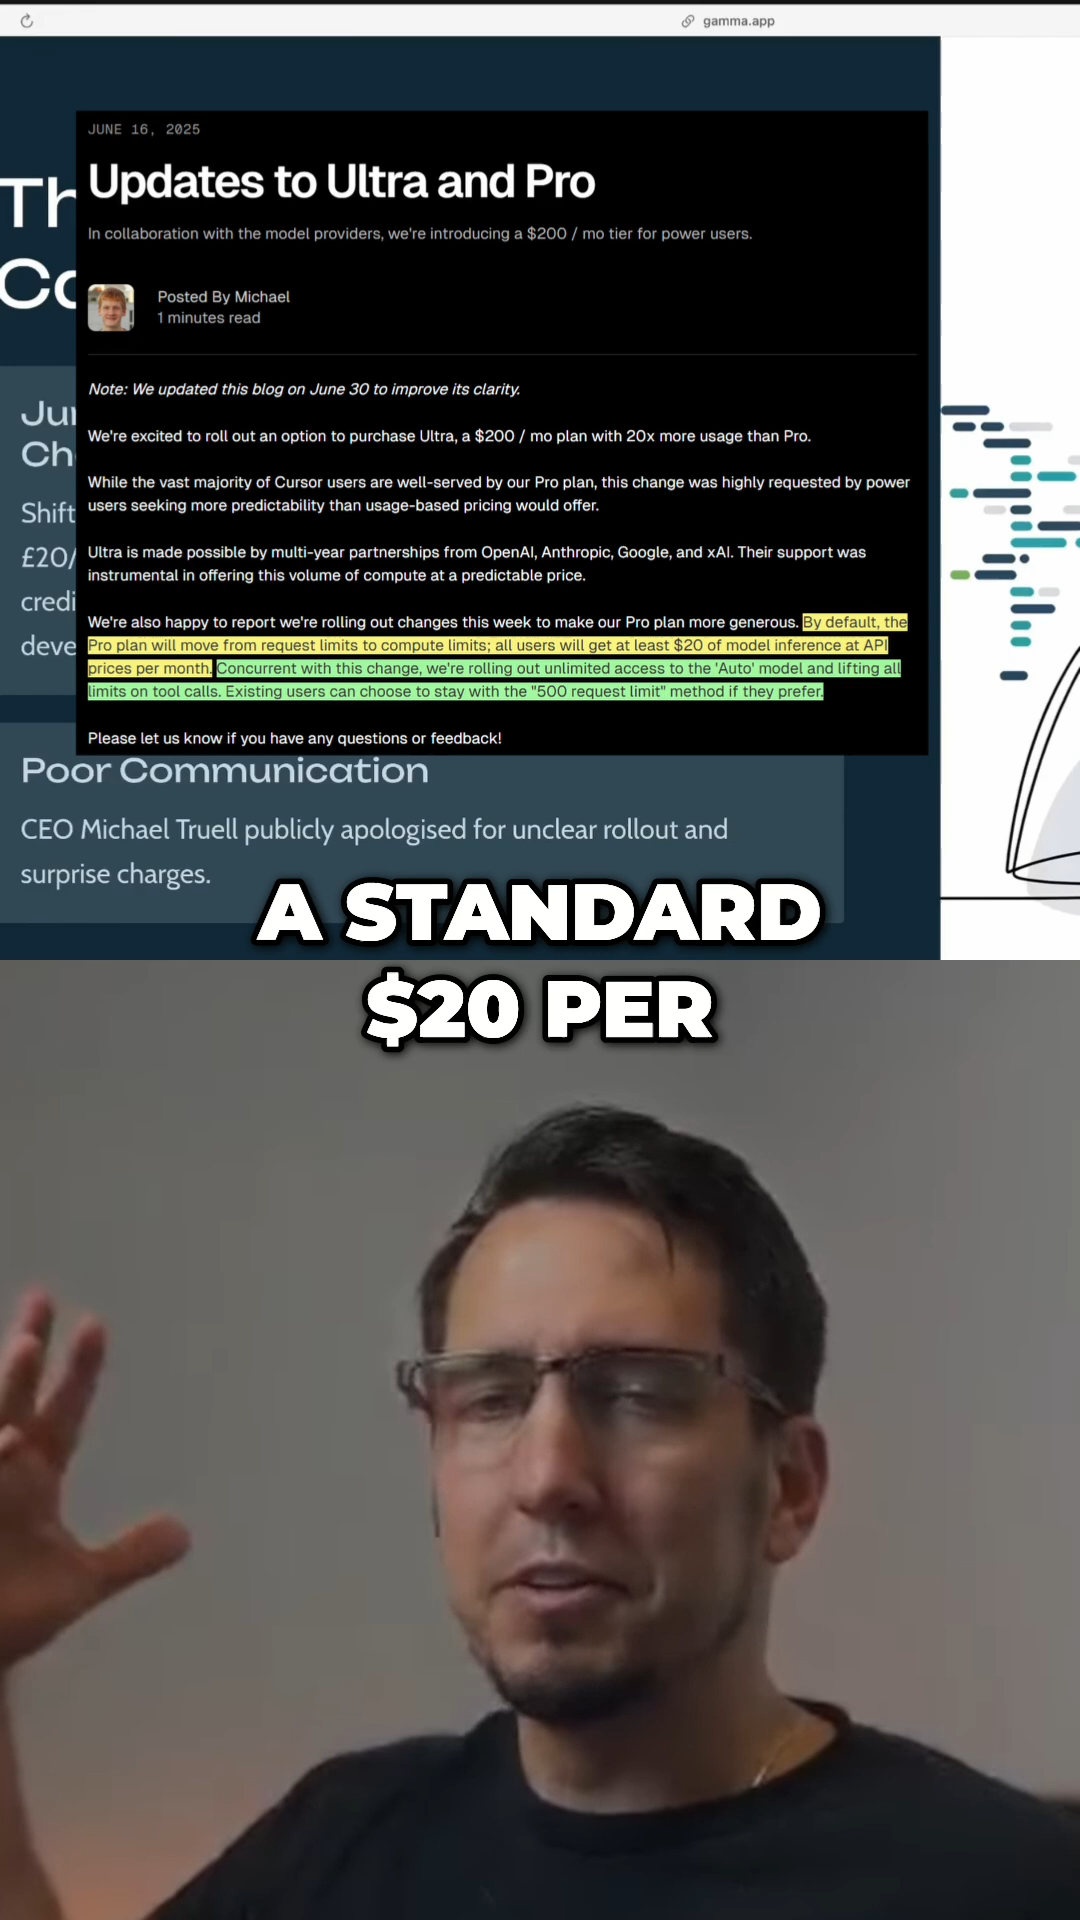 gamma.app
JUNE 16, 2025
Updates to Ultra and Pro
In collaboration with the model providers, we're introducing a $200 / mo tier for power users.
Posted By Michael
1 minutes read
Note: We updated this blog on June 30 to improve its clarity.
We're excited to roll out an option to purchase Ultra, a $200 / mo plan with 20x more usage than Pro.
While the vast majority of Cursor users are well-served by our Pro plan, this change was highly requested by power
users seeking more predictability than usage-based pricing would offer.
Ultra is made possible by multi-year partnerships from OpenAI, Anthropic, Google, and xAI. Their support was
instrumental in offering this volume of compute at a predictable price.
We're also happy to report we're rolling out changes this week to make our Pro plan more generous. By default, the
Pro plan will move from request limits to compute limits; all users will get at least $20 of model inference at API
prices per month. Concurrent with this change, we're rolling out unlimited access to the 'Auto' model and lifting all
limits on tool calls. Existing users can choose to stay with the "500 request limit" method if they prefer.
Please let us know if you have any questions or feedback!
Th
Co
Jun
Ch
Shift
£20/
credi
deve
Poor Communication
CEO Michael Truell publicly apologised for unclear rollout and
surprise charges.
A STANDARD
$20 PER